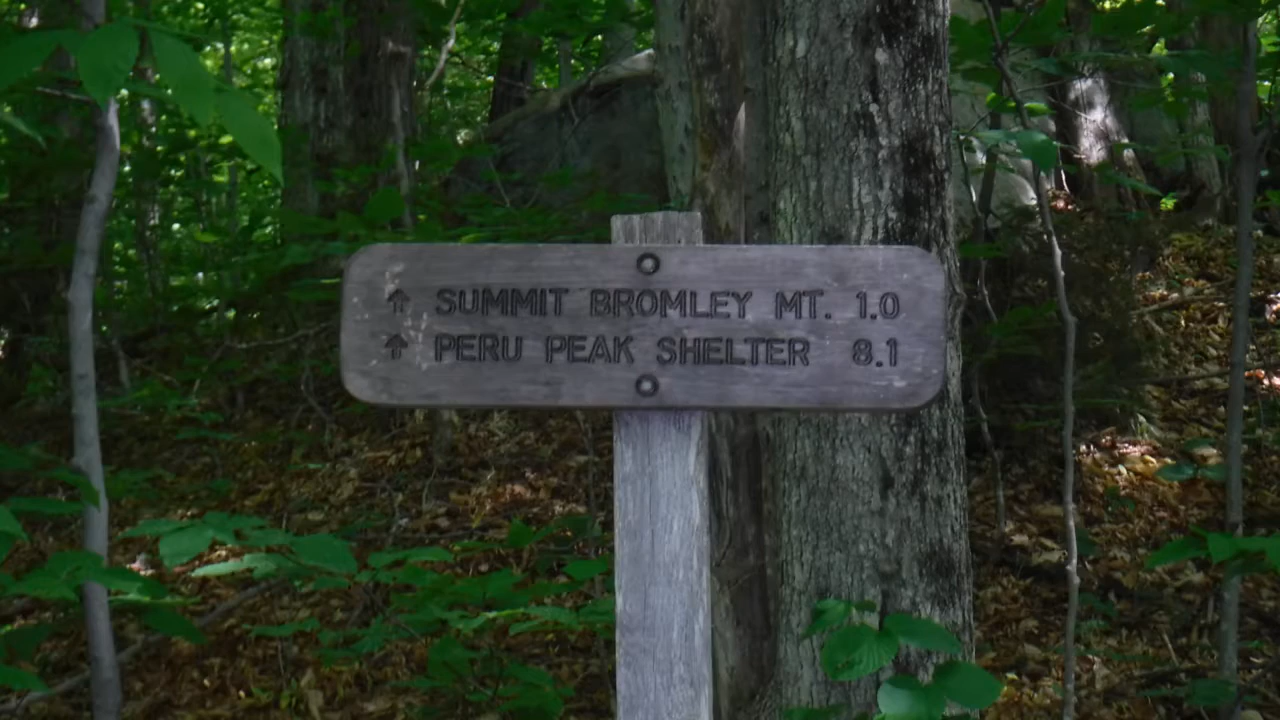 ↑ SUMMIT BROMLEY MT. 1.0
↑ PERU PEAK SHELTER 8.1